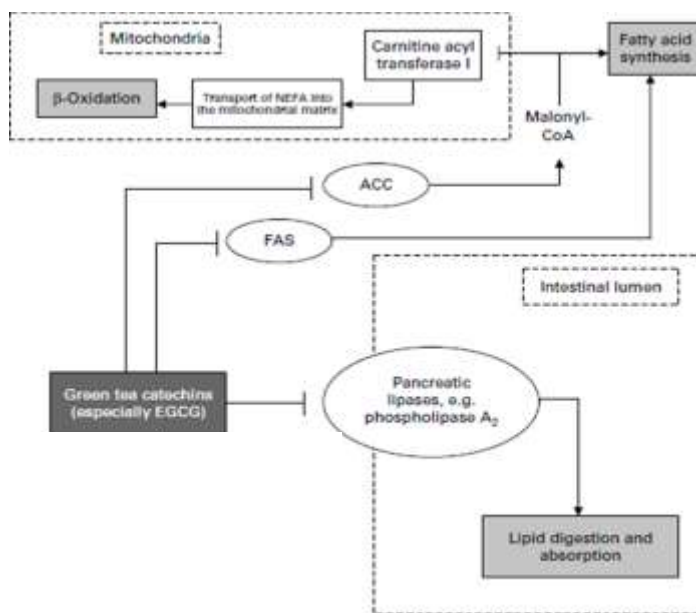 Mitochondria
Carnitine acyl
transferase I
Fatty acid
synthesis
β-Oxidation
Transport of NEFA into
the mitochondrial matrix
Malonyl-
CoA
ACC
FAS
Intestinal lumen
Green tea catechins
(especially EGCG)
Pancreatic
lipases, e.g.
phospholipase A₂
Lipid digestion and
absorption